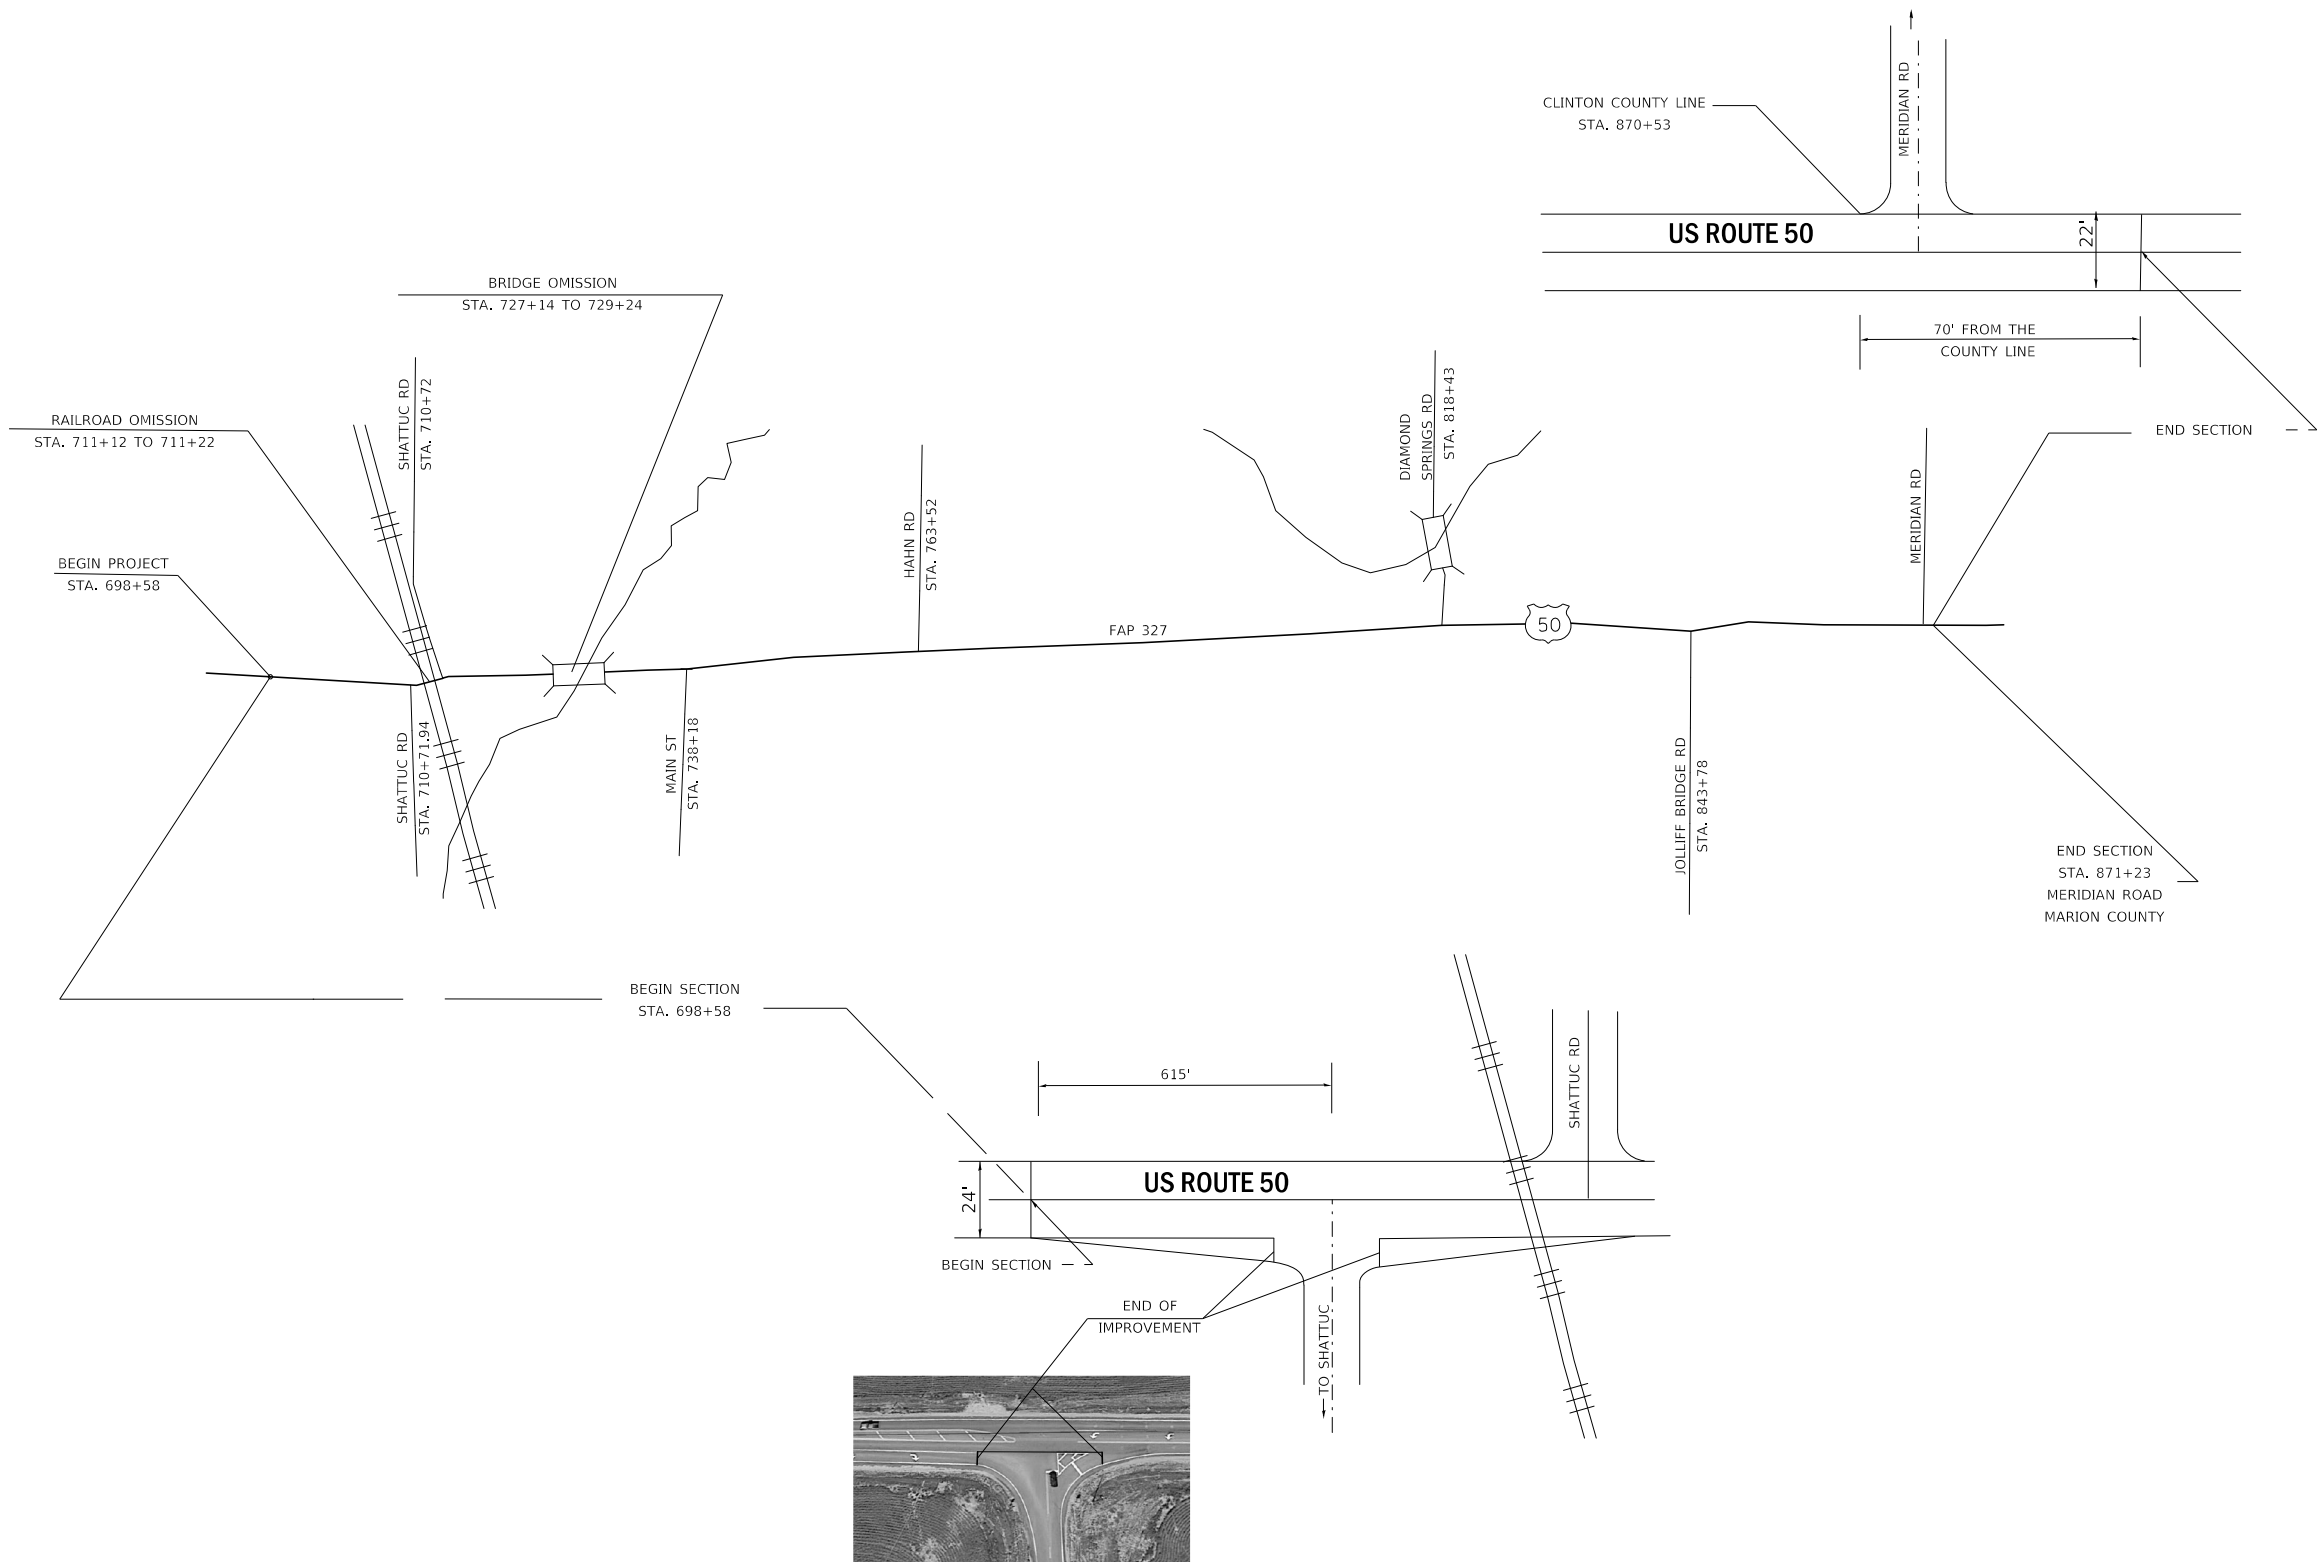 MERIDIAN RD
CLINTON COUNTY LINE
STA. 870+53
US ROUTE 50
22'
70' FROM THE
COUNTY LINE
END SECTION
BRIDGE OMISSION
STA. 727+14 TO 729+24
RAILROAD OMISSION
STA. 711+12 TO 711+22
SHATTUC RD
STA. 710+72
BEGIN PROJECT
STA. 698+58
HAHN RD
STA. 763+52
DIAMOND
SPRINGS RD
STA. 818+43
MERIDIAN RD
FAP 327
50
SHATTUC RD
STA. 710+71.94
MAIN ST
STA. 738+18
JOLLIFF BRIDGE RD
STA. 843+78
END SECTION
STA. 871+23
MERIDIAN ROAD
MARION COUNTY
BEGIN SECTION
STA. 698+58
615'
SHATTUC RD
US ROUTE 50
24'
BEGIN SECTION
END OF
IMPROVEMENT
TO SHATTUC